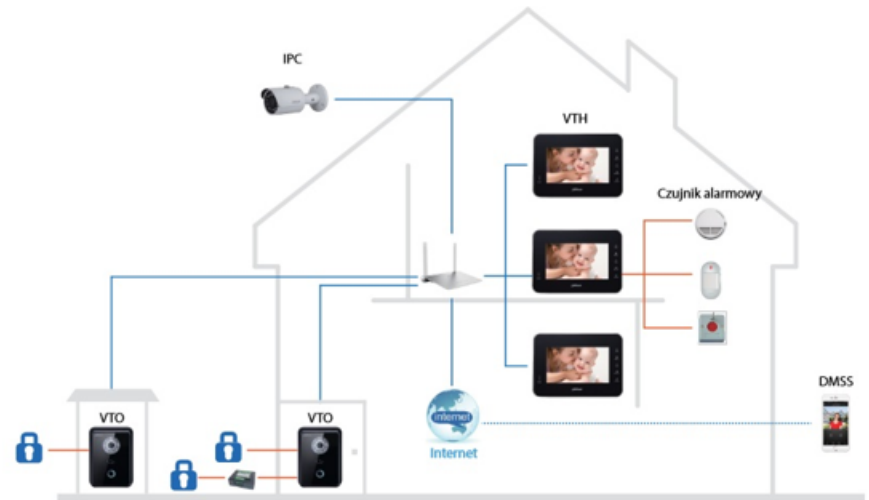 IPC
VTH
Czujnik alarmowy
VTO
VTO
internet
Internet
DMSS